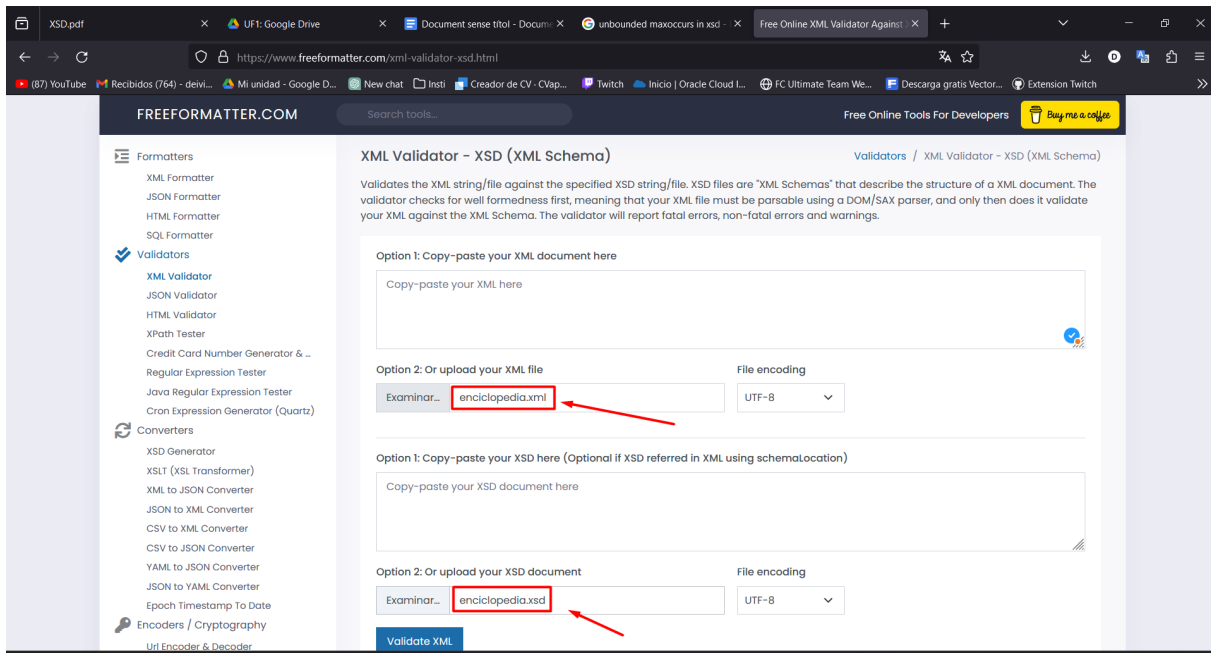 XSD.pdf
UF1: Google Drive
Document sense títol - Docume
unbounded maxoccurs in xsd -
Free Online XML Validator Against
https://www.freeformatter.com/xml-validator-xsd.html
(87) YouTube
Recibidos (764) - deivi...
Mi unidad - Google D...
New chat
Insti
Creador de CV · CVap...
Twitch
Inicio | Oracle Cloud I...
FC Ultimate Team We...
Descarga gratis Vector...
Extension Twitch
FREEFORMATTER.COM
Search tools...
Free Online Tools For Developers
Buy me a coffee
Formatters
XML Formatter
JSON Formatter
HTML Formatter
SQL Formatter
Validators
XML Validator
JSON Validator
HTML Validator
XPath Tester
Credit Card Number Generator & ...
Regular Expression Tester
Java Regular Expression Tester
Cron Expression Generator (Quartz)
Converters
XSD Generator
XSLT (XSL Transformer)
XML to JSON Converter
JSON to XML Converter
CSV to XML Converter
CSV to JSON Converter
YAML to JSON Converter
JSON to YAML Converter
Epoch Timestamp To Date
Encoders / Cryptography
Url Encoder & Decoder
XML Validator - XSD (XML Schema)
Validators / XML Validator - XSD (XML Schema)
Validates the XML string/file against the specified XSD string/file. XSD files are "XML Schemas" that describe the structure of a XML document. The
validator checks for well formedness first, meaning that your XML file must be parsable using a DOM/SAX parser, and only then does it validate
your XML against the XML Schema. The validator will report fatal errors, non-fatal errors and warnings.
Option 1: Copy-paste your XML document here
Copy-paste your XML here
Option 2: Or upload your XML file
File encoding
Examinar...
enciclopedia.xml
UTF-8
Option 1: Copy-paste your XSD here (Optional if XSD referred in XML using schemaLocation)
Copy-paste your XSD document here
Option 2: Or upload your XSD document
File encoding
Examinar...
enciclopedia.xsd
UTF-8
Validate XML